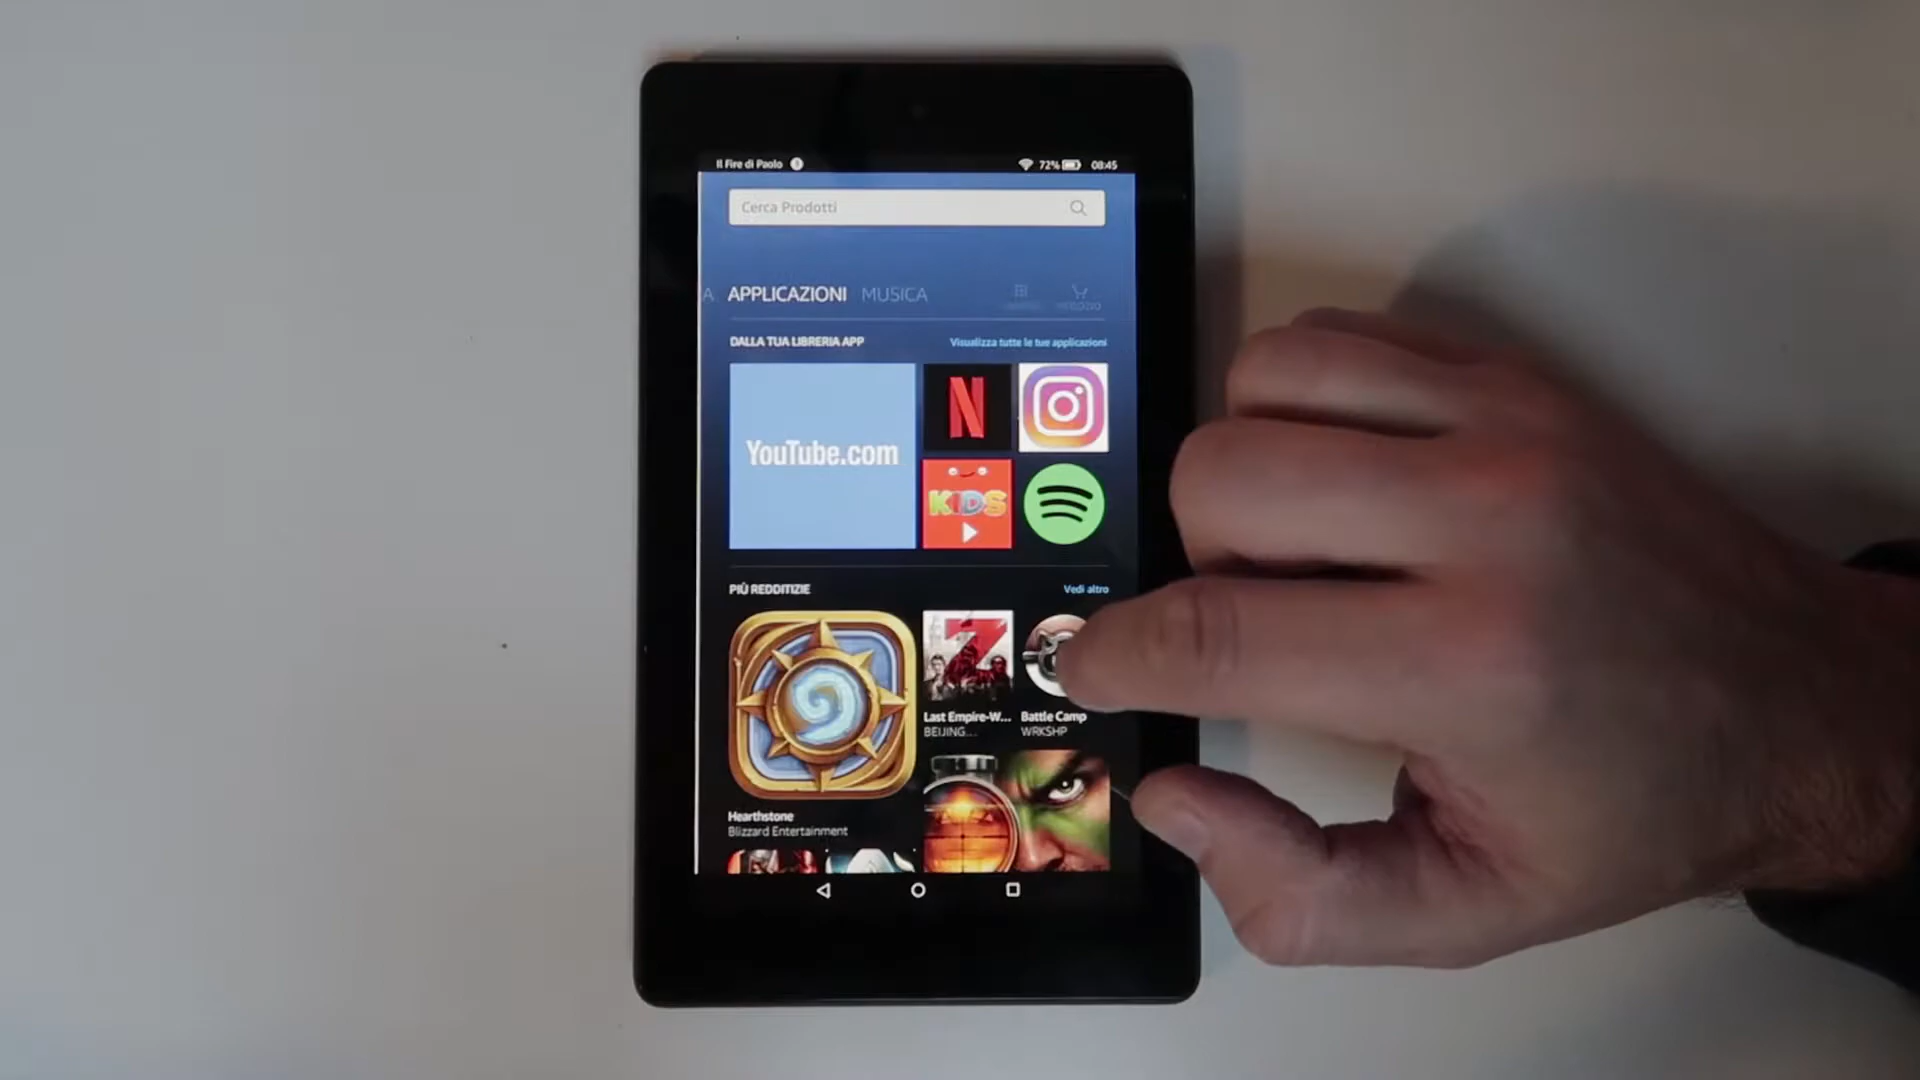 Il Fire di Paolo
72% 08:45
Cerca Prodotti
A APPLICAZIONI MUSICA
DALLA TUA LIBRERIA APP Visualizza tutte le tue applicazioni
YouTube.com
N
KIDS
PIÙ REDDITIZIE Vedi altro
Z
Last Empire-W... Battle Camp
BEIJING... WRKSHP
Hearthstone
Blizzard Entertainment